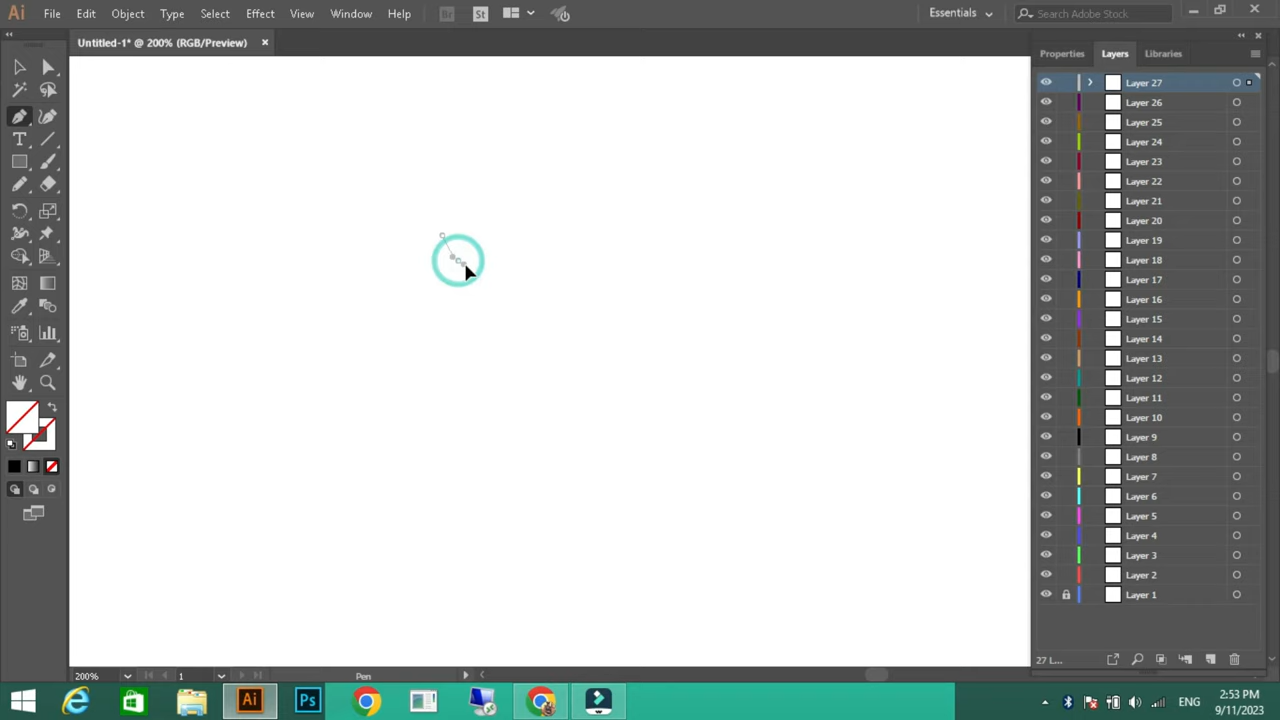 Ai File Edit Object Type Select Effect View Window Help Br St Essentials Search Adobe Stock
Untitled-1* @ 200% (RGB/Preview) ×
Properties Layers Libraries
Layer 27
Layer 26
Layer 25
Layer 24
Layer 23
Layer 22
Layer 21
Layer 20
Layer 19
Layer 18
Layer 17
Layer 16
Layer 15
Layer 14
Layer 13
Layer 12
Layer 11
Layer 10
Layer 9
Layer 8
Layer 7
Layer 6
Layer 5
Layer 4
Layer 3
Layer 2
Layer 1
27 L...
200% 1 Pen
Ai Ps ENG 2:53 PM
9/11/2023